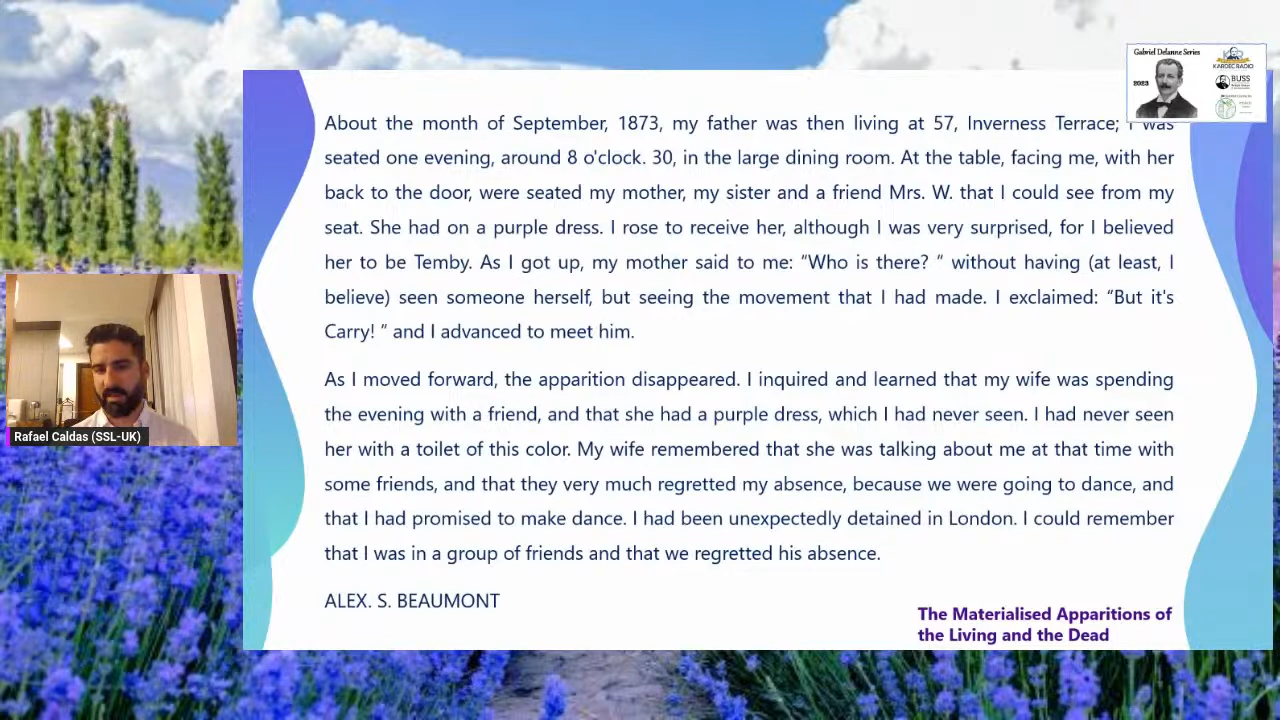 Gabriel Delanne Series
2023
KARDEC RADIO
BUSS
About the month of September, 1873, my father was then living at 57, Inverness Terrace; I was
seated one evening, around 8 o'clock. 30, in the large dining room. At the table, facing me, with her
back to the door, were seated my mother, my sister and a friend Mrs. W. that I could see from my
seat. She had on a purple dress. I rose to receive her, although I was very surprised, for I believed
her to be Temby. As I got up, my mother said to me: “Who is there? “ without having (at least, I
believe) seen someone herself, but seeing the movement that I had made. I exclaimed: “But it's
Carry! ” and I advanced to meet him.
As I moved forward, the apparition disappeared. I inquired and learned that my wife was spending
the evening with a friend, and that she had a purple dress, which I had never seen. I had never seen
her with a toilet of this color. My wife remembered that she was talking about me at that time with
some friends, and that they very much regretted my absence, because we were going to dance, and
that I had promised to make dance. I had been unexpectedly detained in London. I could remember
that I was in a group of friends and that we regretted his absence.
ALEX. S. BEAUMONT
The Materialised Apparitions of
the Living and the Dead
Rafael Caldas (SSL-UK)